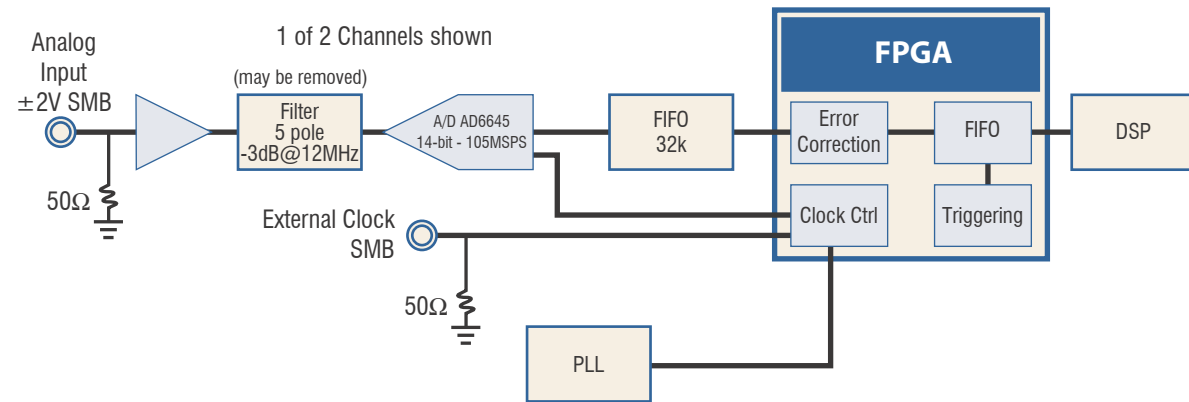 1 of 2 Channels shown
Analog
Input
±2V SMB
50Ω
(may be removed)
Filter
5 pole
-3dB@12MHz
A/D AD6645
14-bit - 105MSPS
FIFO
32k
FPGA
Error
Correction
FIFO
DSP
Clock Ctrl
Triggering
External Clock
SMB
50Ω
PLL